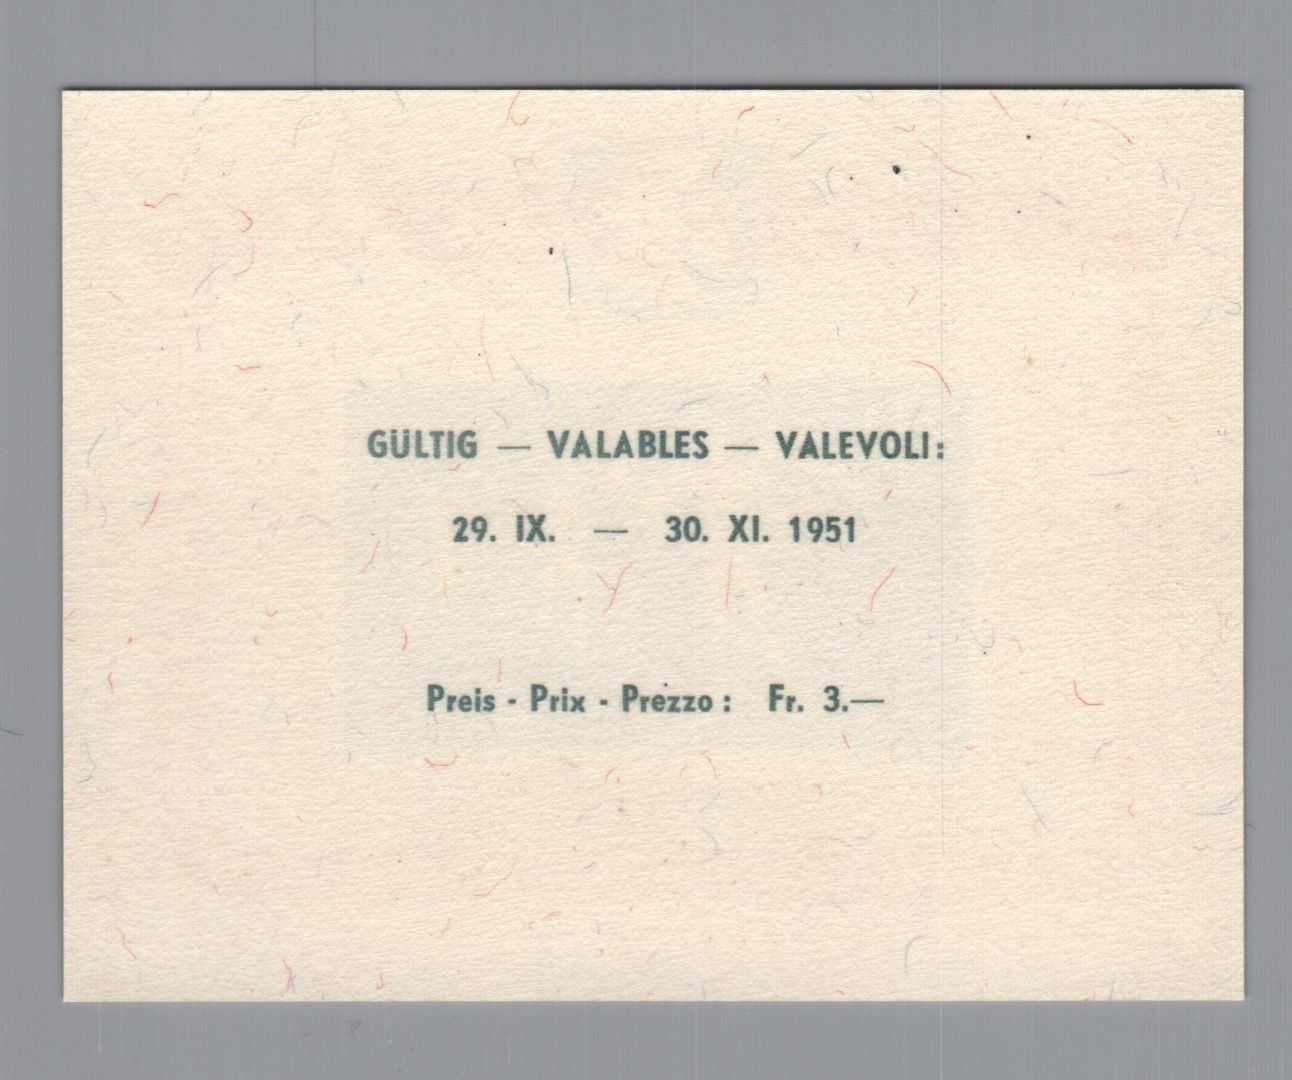 GÜLTIG — VALABLES — VALEVOLI:
29. IX. — 30. XI. 1951
Preis - Prix - Prezzo : Fr. 3.—